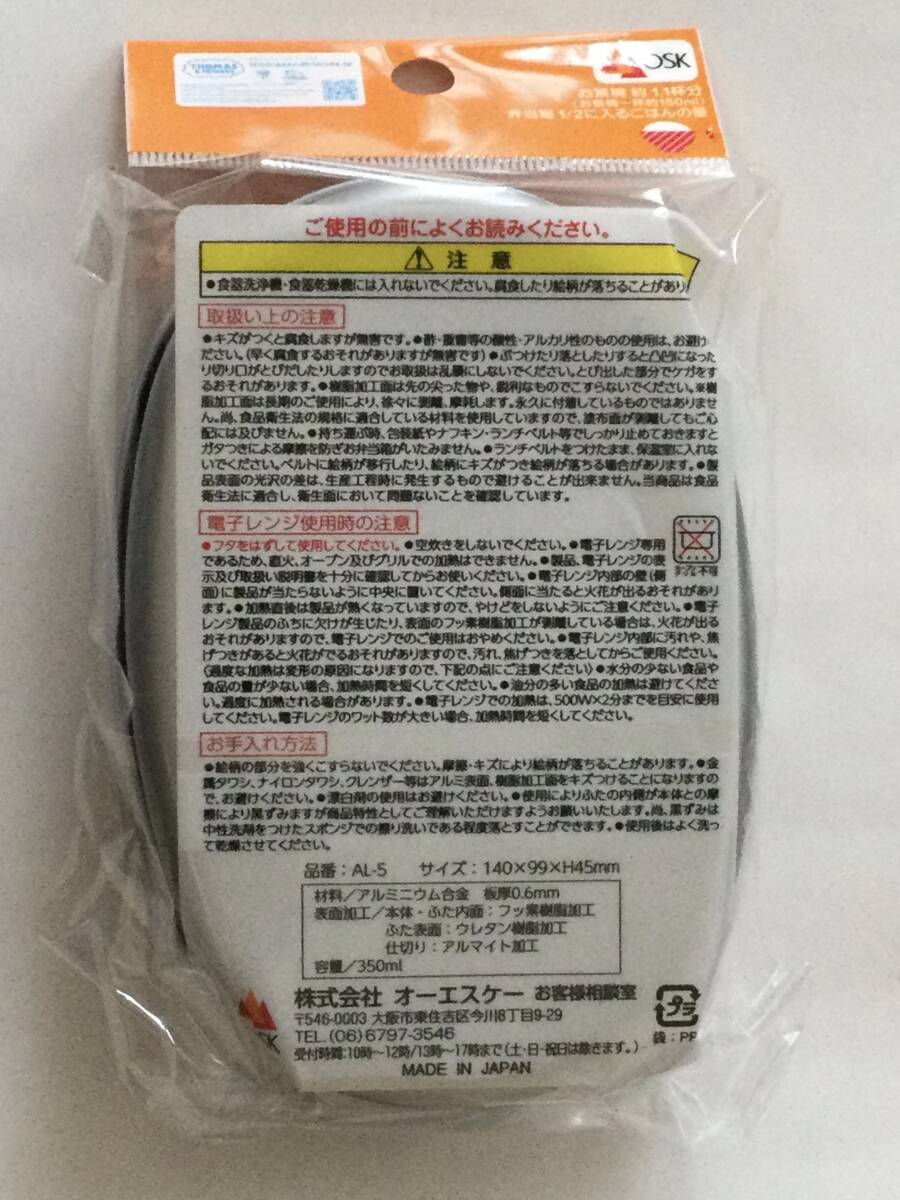 THOMAS
& FRIENDS
OSK
お茶碗 約1.1杯分
(お茶碗一杯約150ml)
弁当箱 1/2に入るごはんの量
ご使用の前によくお読みください。
注 意
●食器洗浄機・食器乾燥機には入れないでください。腐食したり絵柄が落ちることがあり
取扱い上の注意
●キズがつくと腐食しますが無害です。●酢・重曹等の酸性・アルカリ性のものの使用は、お避け
ださい。(早く腐食するおそれがありますが無害です)●ぶつけたり落としたりすると凸凹になった
り切り口がとびだしたりしますのでお取扱は乱暴にしないでください。とび出した部分でケガをす
るおそれがあります。●樹脂加工面は先の尖った物や、鋭利なものでこすらないでください。※樹
脂加工面は長期のご使用により、徐々に剥離、摩耗します。永久に付着しているものではありませ
ん。尚、食品衛生法の規格に適合している材料を使用していますので、塗布面が剥離してもご心
配には及びません。●持ち運ぶ時、包装紙やナフキン・ランチベルト等でしっかり止めておきますと
ガタつきによる摩擦を防ぎお弁当箱がいたみません。●ランチベルトをつけたまま、保温室に入れ
ないでください。ベルトに絵柄が移行したり、絵柄にキズがつき絵柄が落ちる場合があります。●製
品表面の光沢の差は、生産工程時に発生するもので避けることが出来ません。当商品は食品
衛生法に適合し、衛生面において問題ないことを確認しています。
電子レンジ使用時の注意
●フタをはずして使用してください。●空炊きをしないでください。●電子レンジ専用
であるため、直火、オーブン及びグリルでの加熱はできません。●製品、電子レンジの表
示及び取扱い説明書を十分に確認してからお使いください。●電子レンジ内部の壁(側
面)に製品が当たらないように中央に置いてください。側面に当たると火花が出るおそれがあり
ます。●加熱直後は製品が熱くなっていますので、やけどをしないようにご注意ください。●電子
レンジ製品のふちに欠けが生じたり、表面のフッ素樹脂加工が剥離している場合は、火花が出る
おそれがありますので、電子レンジでのご使用はおやめください。●電子レンジ内部に汚れや、焦
げつきがあると火花がでるおそれがありますので、汚れ、焦げつきを落としてからご使用ください。
(過度な加熱は変形の原因になりますので、下記の点にご注意ください)●水分の少ない食品や
食品の量が少ない場合、加熱時間を短くしてください。●油分の多い食品の加熱は避けてくださ
い。過度に加熱される場合があります。●電子レンジでの加熱は、500W×2分までを目安に使用
してください。電子レンジのワット数が大きい場合、加熱時間を短くしてください。
お手入れ方法
●絵柄の部分を強くこすらないでください。摩擦・キズにより絵柄が落ちることがあります。●金
属タワシ、ナイロンタワシ、クレンザー等はアルミ表面、樹脂加工面をキズつけることになりますの
で、お避けください。●漂白剤の使用はお避けください。●使用によりふたの内側が本体との摩
擦により黒ずみますが商品特性としてご理解いただけますようお願いいたします。尚、黒ずみは
中性洗剤をつけたスポンジでの擦り洗いである程度落とすことができます。●使用後はよく洗っ
て乾燥させてください。
品番：AL-5 サイズ：140×99×H45mm
材料／アルミニウム合金 板厚0.6mm
表面加工／本体・ふた内面：フッ素樹脂加工
ふた表面：ウレタン樹脂加工
仕切り：アルマイト加工
容量／350ml
株式会社 オーエスケー お客様相談室
〒546-0003 大阪市東住吉区今川8丁目9-29
TEL.(06)6797-3546
受付時間：10時〜12時/13時〜17時まで(土・日・祝日は除きます。)
MADE IN JAPAN
プラ
袋：PP
SK